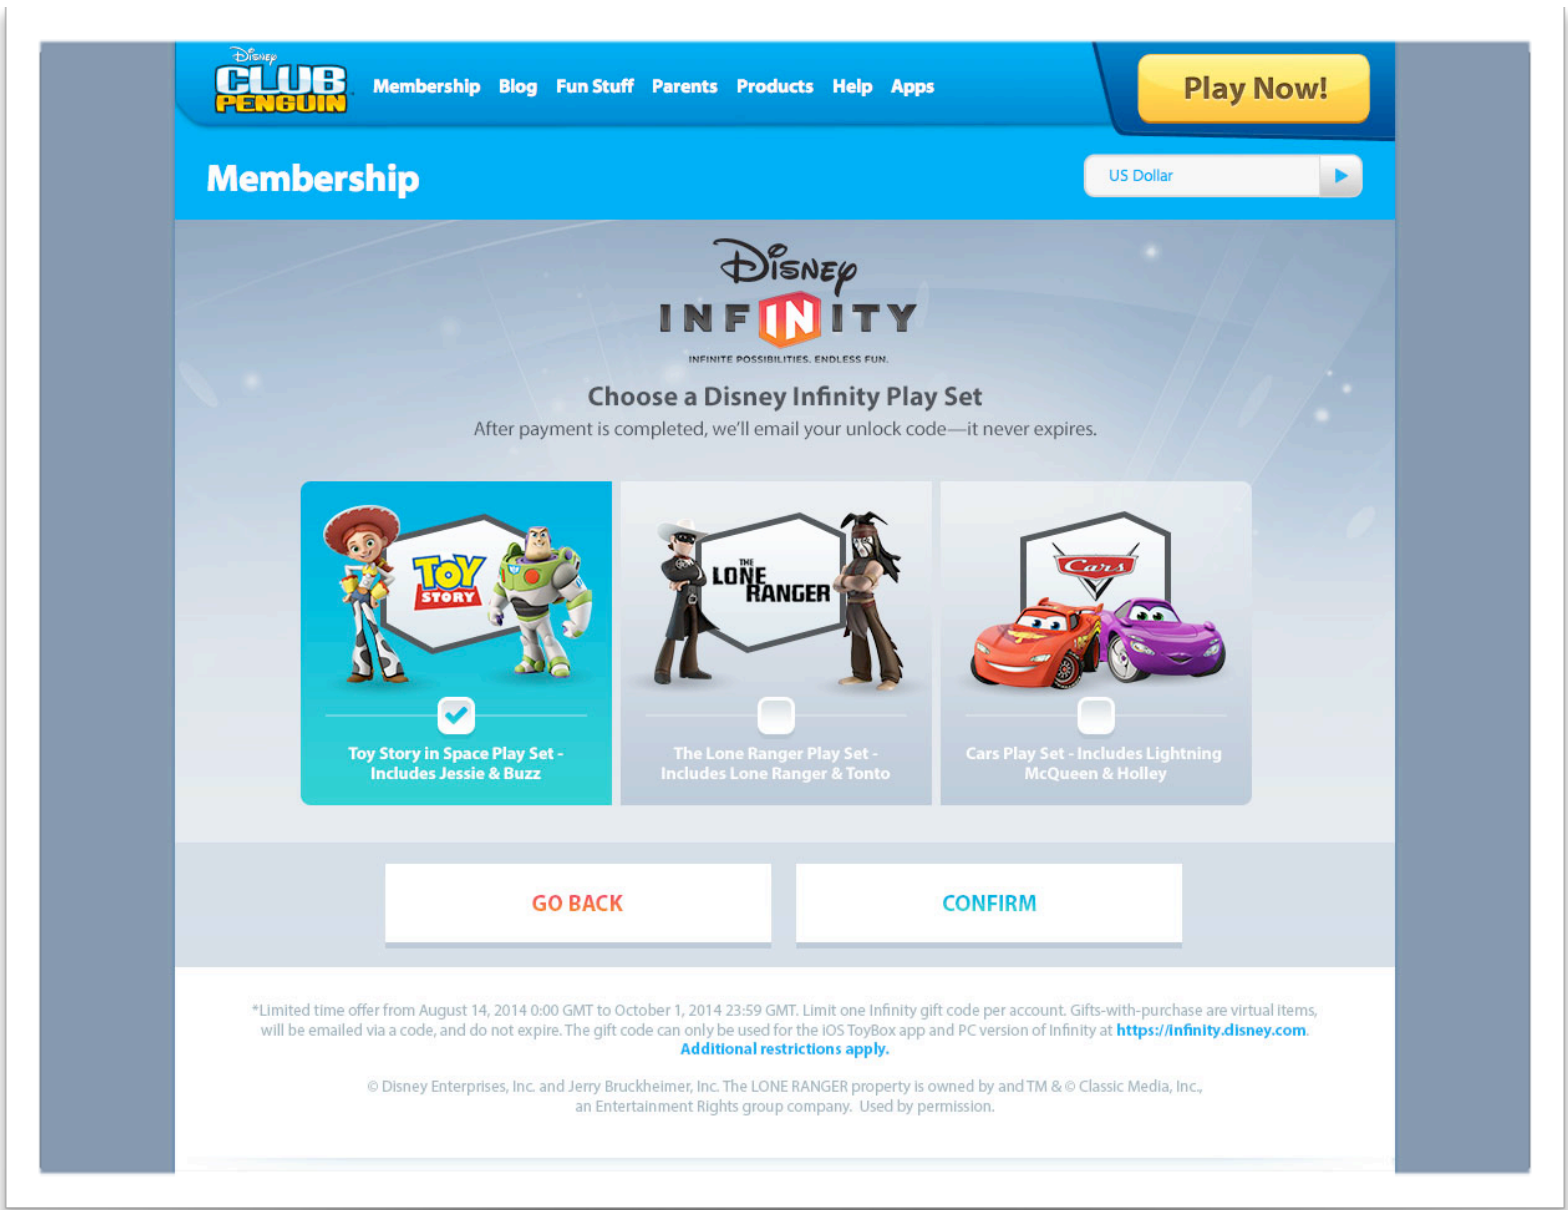 Disney
CLUB
PENGUIN
Membership Blog Fun Stuff Parents Products Help Apps
Play Now!
Membership
US Dollar
Disney
INFINITY
INFINITE POSSIBILITIES. ENDLESS FUN.
Choose a Disney Infinity Play Set
After payment is completed, we'll email your unlock code—it never expires.
TOY
STORY
THE
LONE
RANGER
Cars
Toy Story in Space Play Set -
Includes Jessie & Buzz
The Lone Ranger Play Set -
Includes Lone Ranger & Tonto
Cars Play Set - Includes Lightning
McQueen & Holley
GO BACK
CONFIRM
*Limited time offer from August 14, 2014 0:00 GMT to October 1, 2014 23:59 GMT. Limit one Infinity gift code per account. Gifts-with-purchase are virtual items,
will be emailed via a code, and do not expire. The gift code can only be used for the iOS ToyBox app and PC version of Infinity at https://infinity.disney.com.
Additional restrictions apply.
© Disney Enterprises, Inc. and Jerry Bruckheimer, Inc. The LONE RANGER property is owned by and TM & © Classic Media, Inc.,
an Entertainment Rights group company. Used by permission.